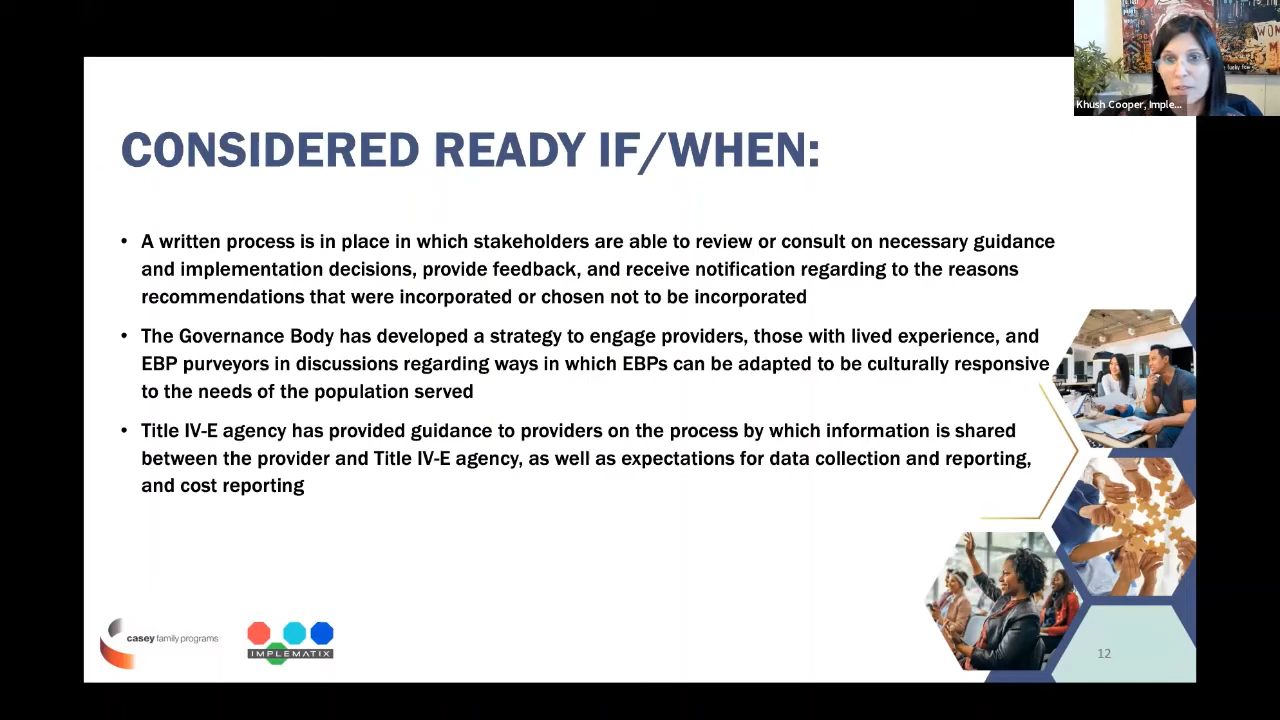 WOM
M
lucky few
Khush Cooper, Imple...
CONSIDERED READY IF/WHEN:
• A written process is in place in which stakeholders are able to review or consult on necessary guidance
and implementation decisions, provide feedback, and receive notification regarding to the reasons
recommendations that were incorporated or chosen not to be incorporated
• The Governance Body has developed a strategy to engage providers, those with lived experience, and
EBP purveyors in discussions regarding ways in which EBPs can be adapted to be culturally responsive
to the needs of the population served
• Title IV-E agency has provided guidance to providers on the process by which information is shared
between the provider and Title IV-E agency, as well as expectations for data collection and reporting,
and cost reporting
casey family programs
IMPLEMATIX
12